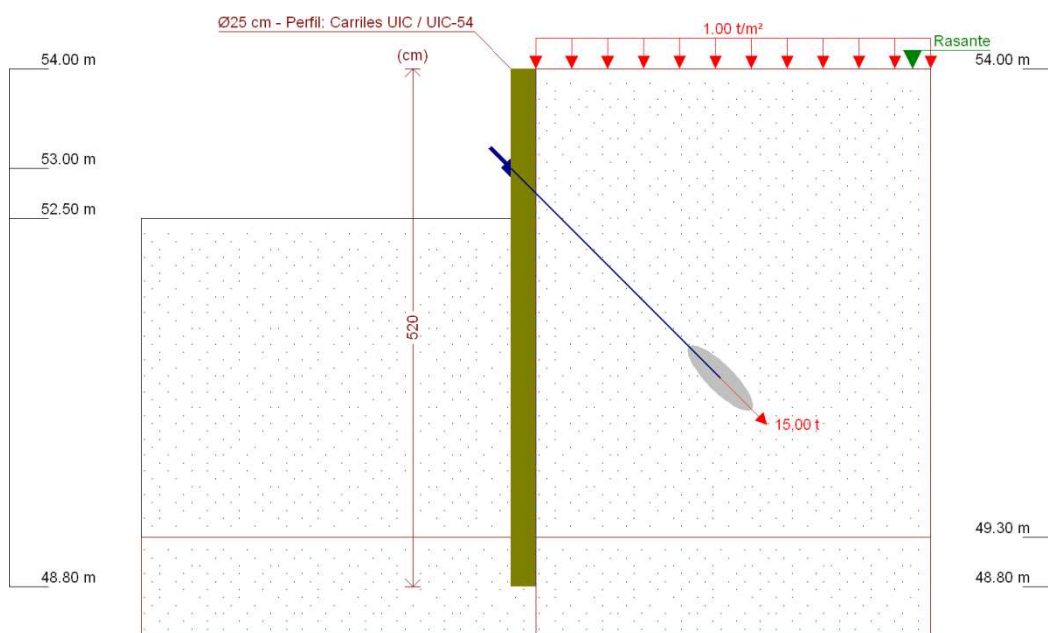 Ø25 cm - Perfil: Carriles UIC / UIC-54
1.00 t/m²
Rasante
(cm)
54.00 m
54.00 m
53.00 m
52.50 m
520
15,00 t
49.30 m
48.80 m
48.80 m